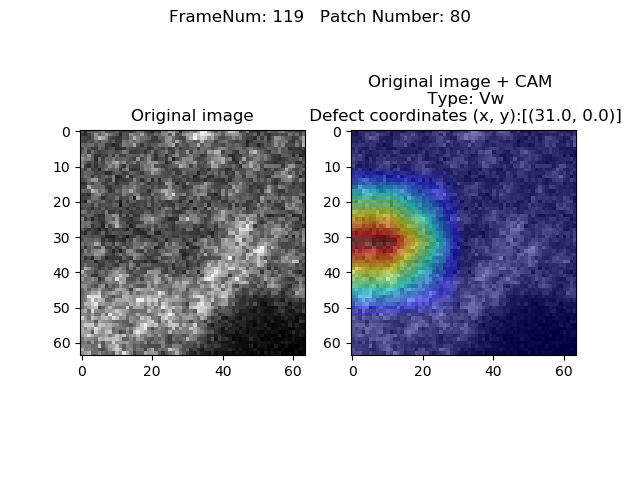 FrameNum: 119   Patch Number: 80
Original image
0
10
20
30
40
50
60
0 20 40 60
Original image + CAM
Type: Vw
Defect coordinates (x, y):[(31.0, 0.0)]
0
10
20
30
40
50
60
0 20 40 60